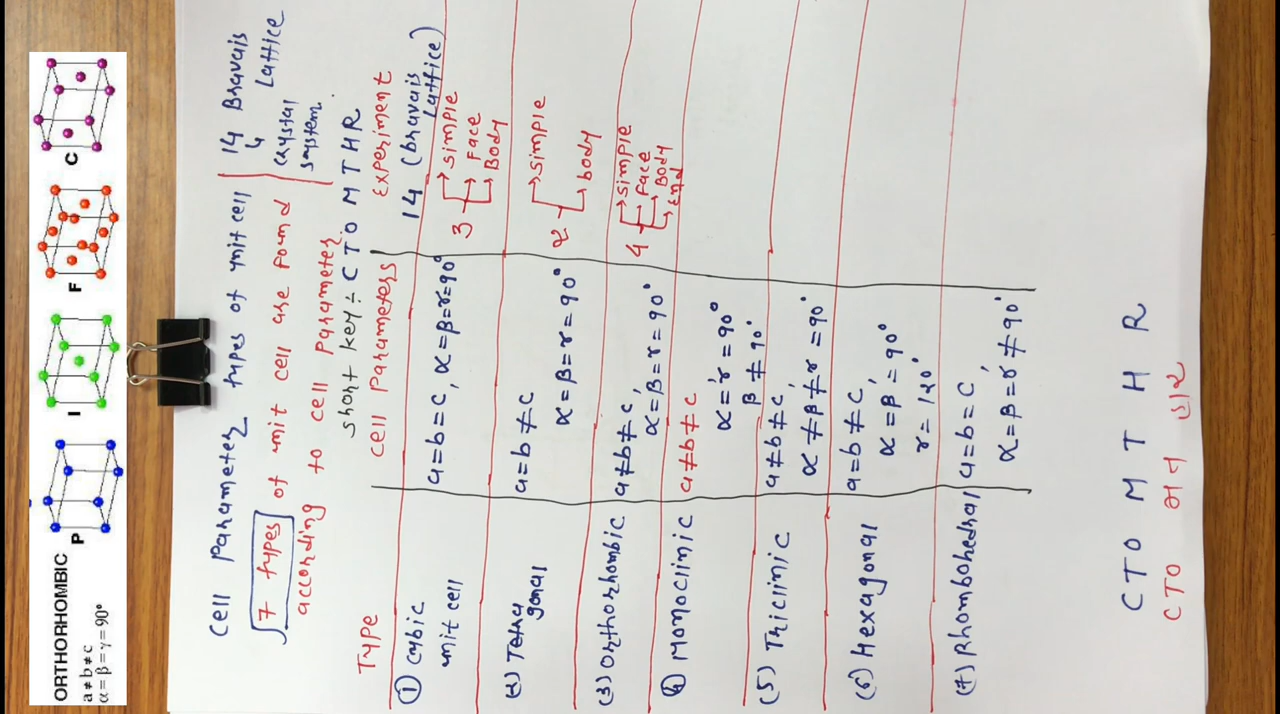 ORTHORHOMBIC
a ≠ b ≠ c
α = β = γ = 90°
P
I
F
C
Cell Parameter types of unit cell
7 types of unit cell are found
according to cell Parameter
14 Bravais
Lattice
crystal
system
short key ÷ C T O M T H R
Type
cell Parameters
Experiment
14 (bravais
Lattice)
① Cubic
unit cell
a = b = c, α = β = r = 90°
3 simple
Face
Body
(2) Tetra
gonal
a = b ≠ c
α = β = r = 90°
2 simple
body
(3) Orthorhombic
a ≠ b ≠ c,
α = β = r = 90°
4 simple
Face
Body
End
④ Monoclinic
a ≠ b ≠ c
α = r = 90°
β ≠ 90°
(5) Triclinic
a ≠ b ≠ c,
α ≠ β ≠ r = 90°
(6) Hexagonal
a = b ≠ c
α = β = 90°
r = 120°
(7) Rhombohedral
a = b = c
α = β = r ≠ 90°
C T O M T H R
CTO